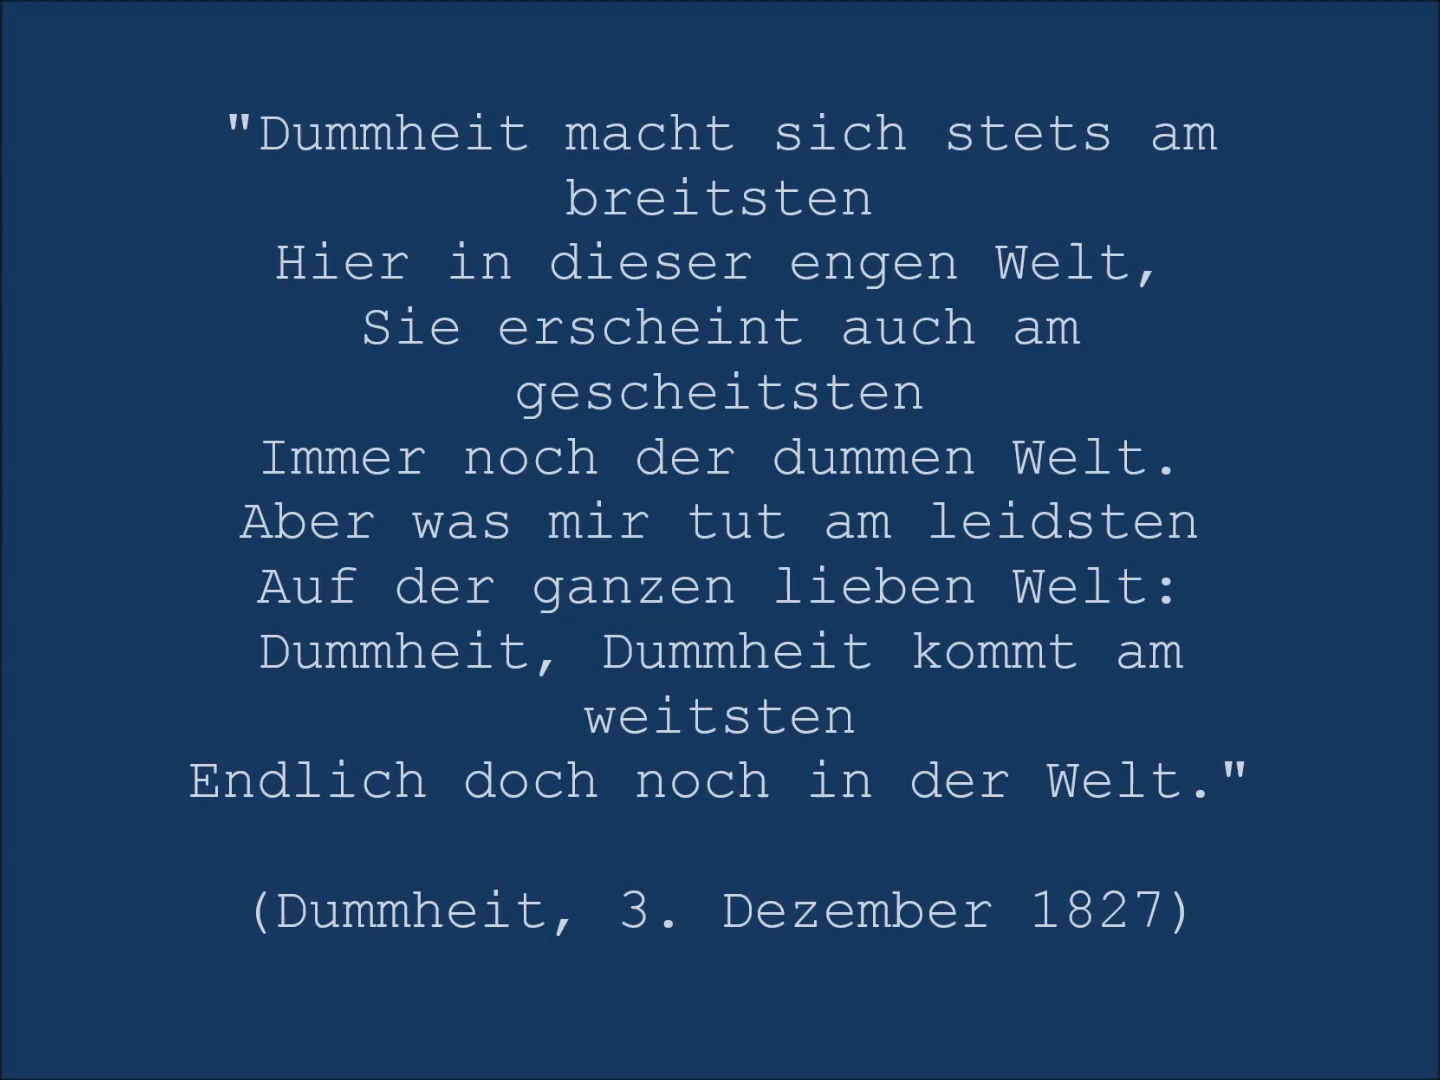 "Dummheit macht sich stets am
breitsten
Hier in dieser engen Welt,
Sie erscheint auch am
gescheitsten
Immer noch der dummen Welt.
Aber was mir tut am leidsten
Auf der ganzen lieben Welt:
Dummheit, Dummheit kommt am
weitsten
Endlich doch noch in der Welt."
(Dummheit, 3. Dezember 1827)